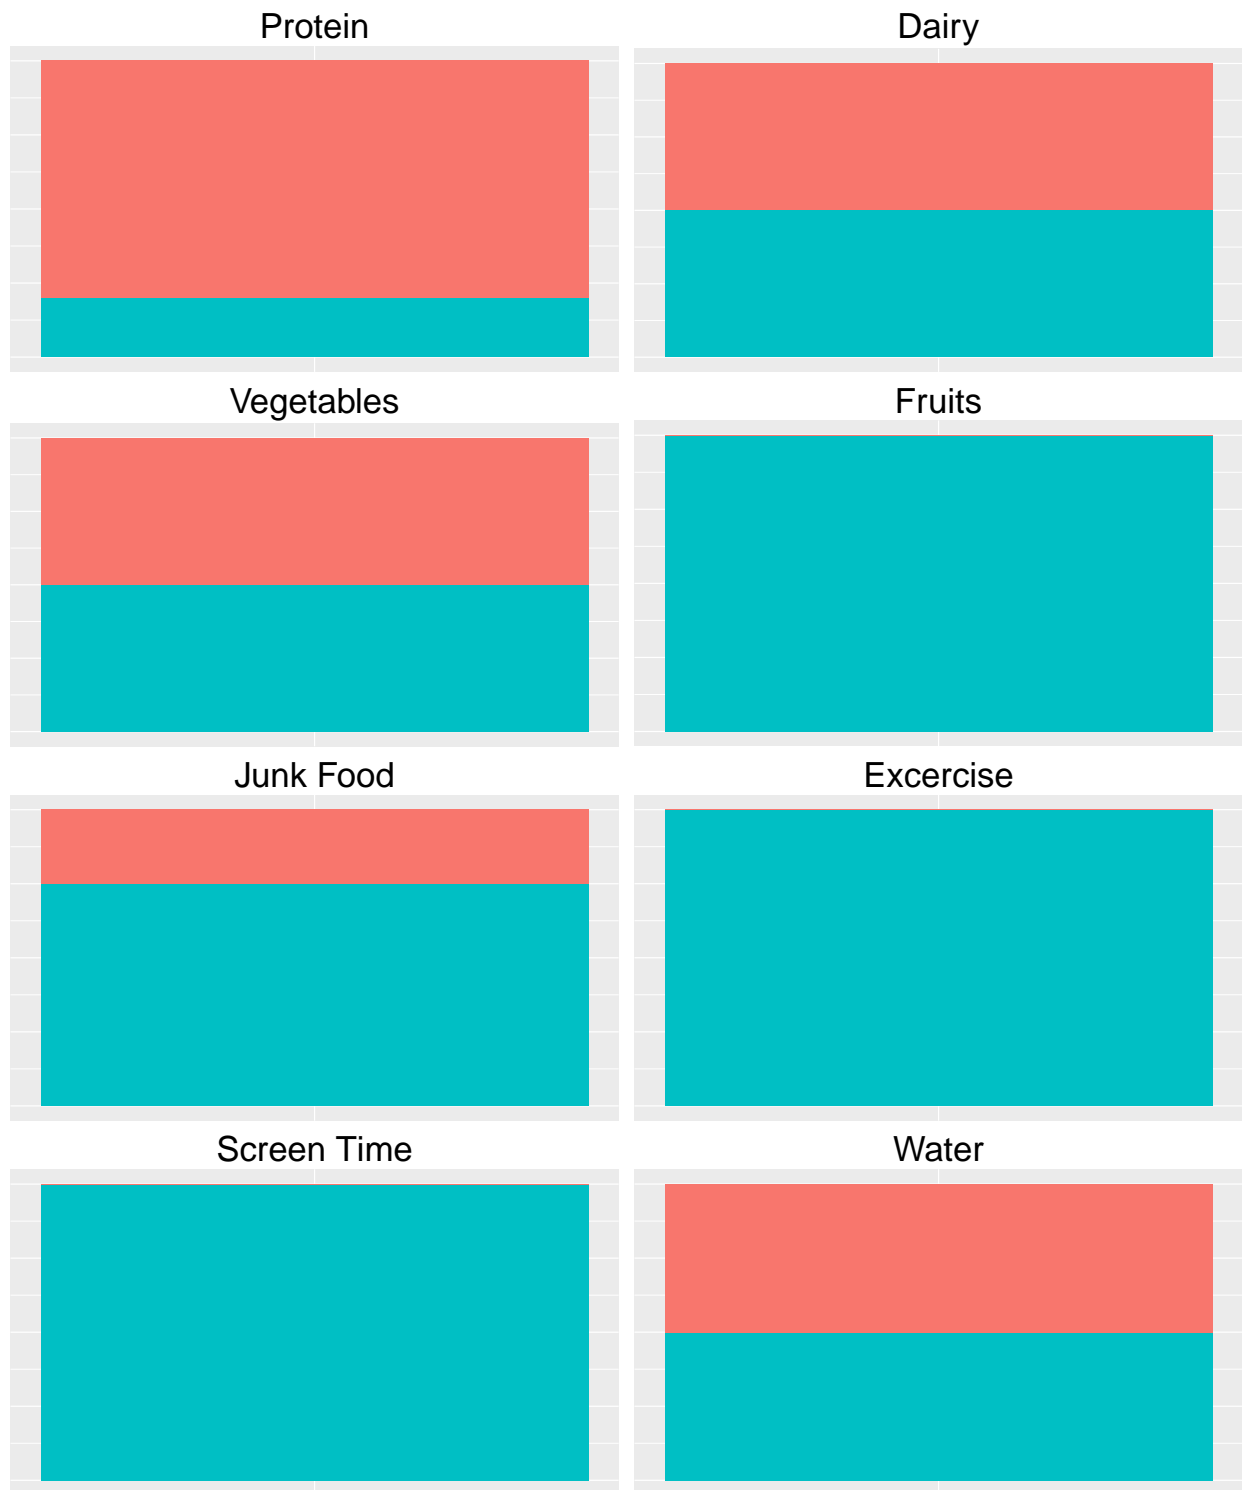 Protein
Dairy
Vegetables
Fruits
Junk Food
Excercise
Screen Time
Water